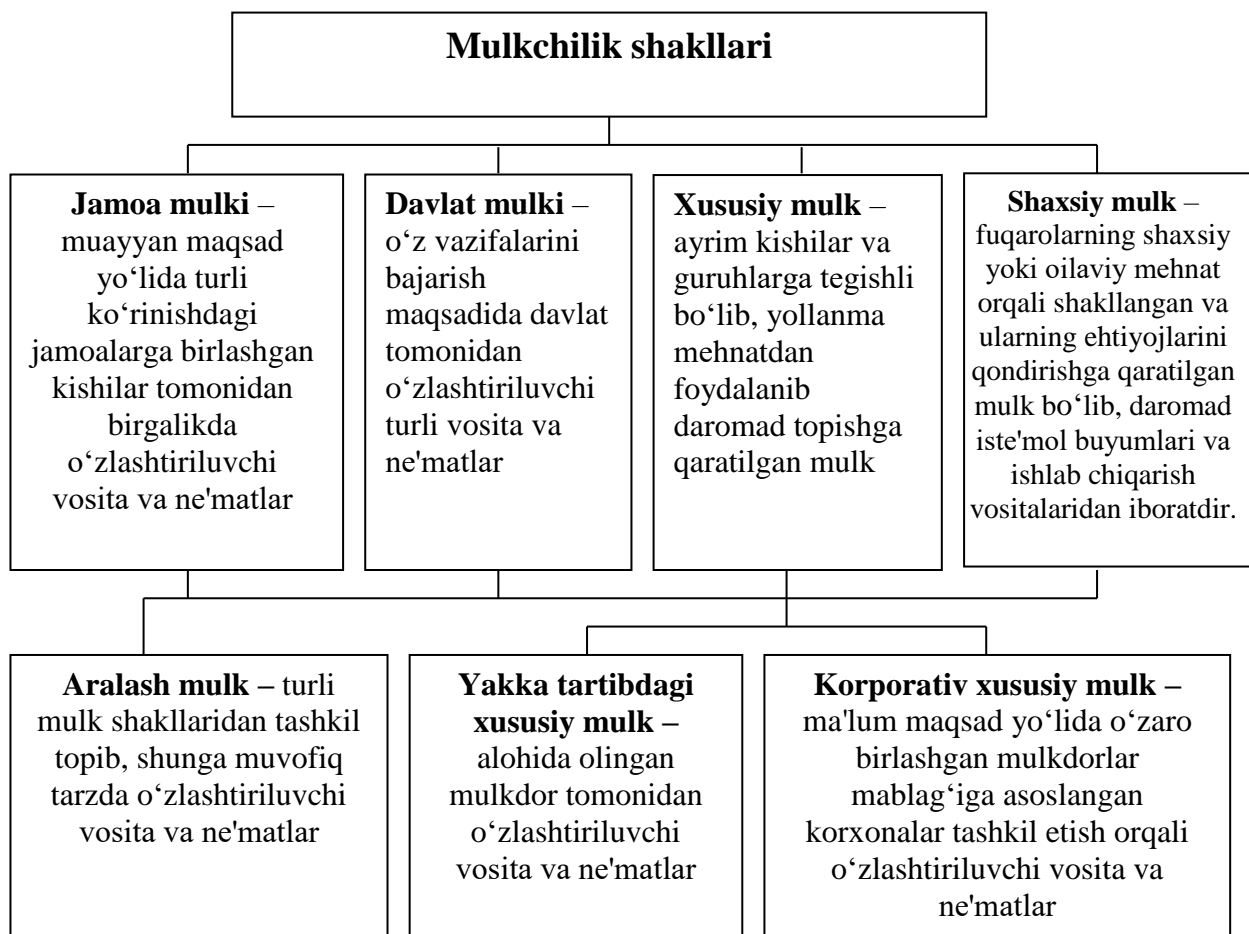 Mulkchilik shakllari
Jamoa mulki –
muayyan maqsad
yo‘lida turli
ko‘rinishdagi
jamoalarga birlashgan
kishilar tomonidan
birgalikda
o‘zlashtiriluvchi
vosita va ne'matlar
Davlat mulki –
o‘z vazifalarini
bajarish
maqsadida davlat
tomonidan
o‘zlashtiriluvchi
turli vosita va
ne'matlar
Xususiy mulk –
ayrim kishilar va
guruhlarga tegishli
bo‘lib, yollanma
mehnatdan
foydalanib
daromad topishga
qaratilgan mulk
Shaxsiy mulk –
fuqarolarning shaxsiy
yoki oilaviy mehnat
orqali shakllangan va
ularning ehtiyojlarini
qondirishga qaratilgan
mulk bo‘lib, daromad
iste'mol buyumlari va
ishlab chiqarish
vositalaridan iboratdir.
Aralash mulk – turli
mulk shakllaridan tashkil
topib, shunga muvofiq
tarzda o‘zlashtiriluvchi
vosita va ne'matlar
Yakka tartibdagi
xususiy mulk –
alohida olingan
mulkdor tomonidan
o‘zlashtiriluvchi
vosita va ne'matlar
Korporativ xususiy mulk –
ma'lum maqsad yo‘lida o‘zaro
birlashgan mulkdorlar
mablag‘iga asoslangan
korxonalar tashkil etish orqali
o‘zlashtiriluvchi vosita va
ne'matlar